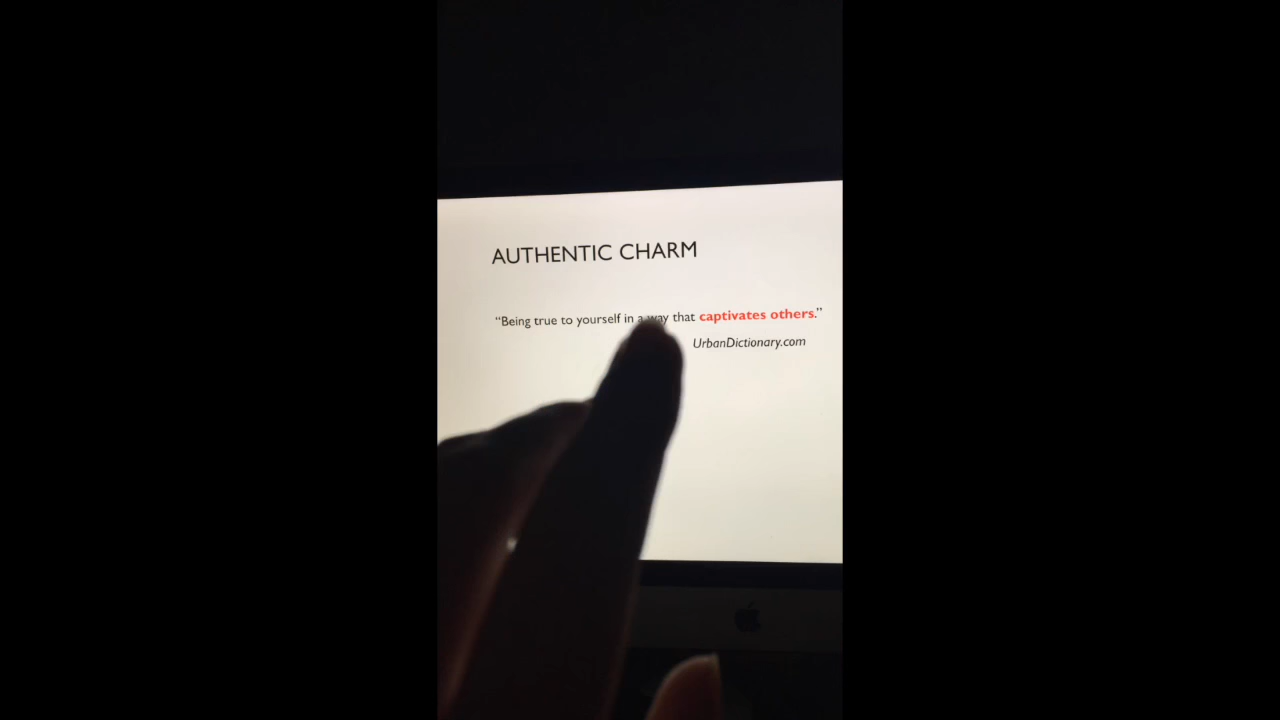 AUTHENTIC CHARM
“Being true to yourself in a way that captivates others.”
UrbanDictionary.com